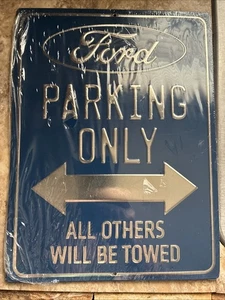 Ford
PARKING
ONLY
ALL OTHERS
WILL BE TOWED